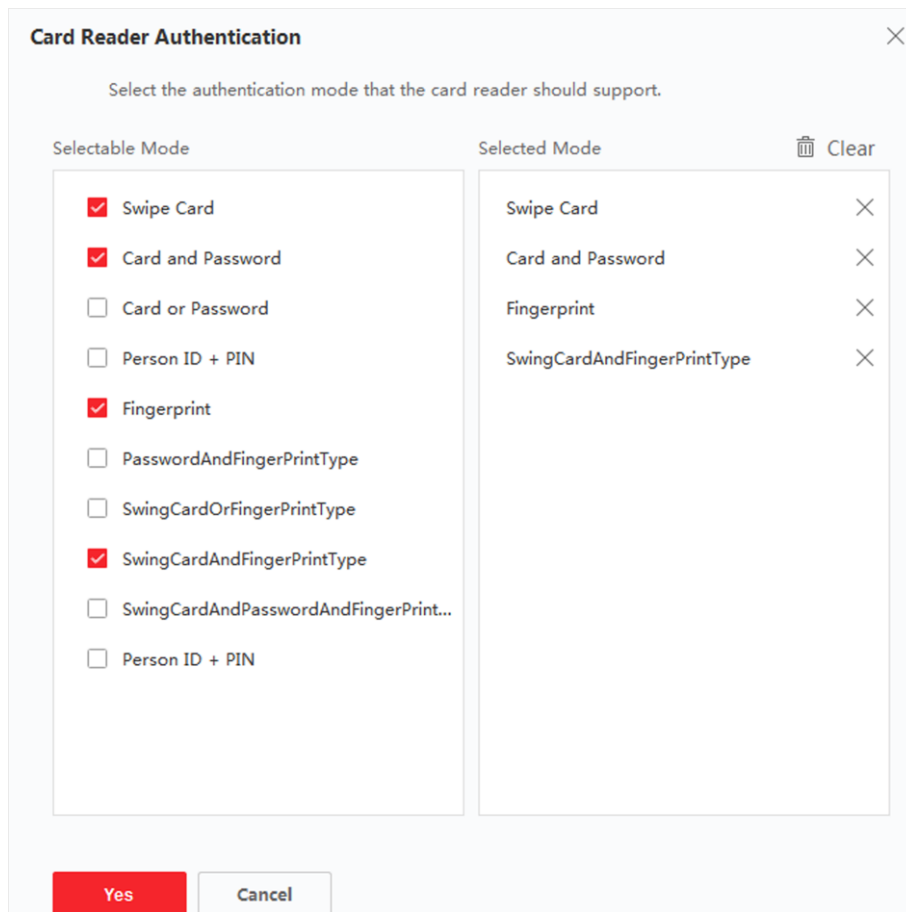 Card Reader Authentication
Select the authentication mode that the card reader should support.
Selectable Mode
Swipe Card
Card and Password
Card or Password
Person ID + PIN
Fingerprint
PasswordAndFingerPrintType
SwingCardOrFingerPrintType
SwingCardAndFingerPrintType
SwingCardAndPasswordAndFingerPrint...
Person ID + PIN
Selected Mode
Clear
Swipe Card
Card and Password
Fingerprint
SwingCardAndFingerPrintType
Yes
Cancel